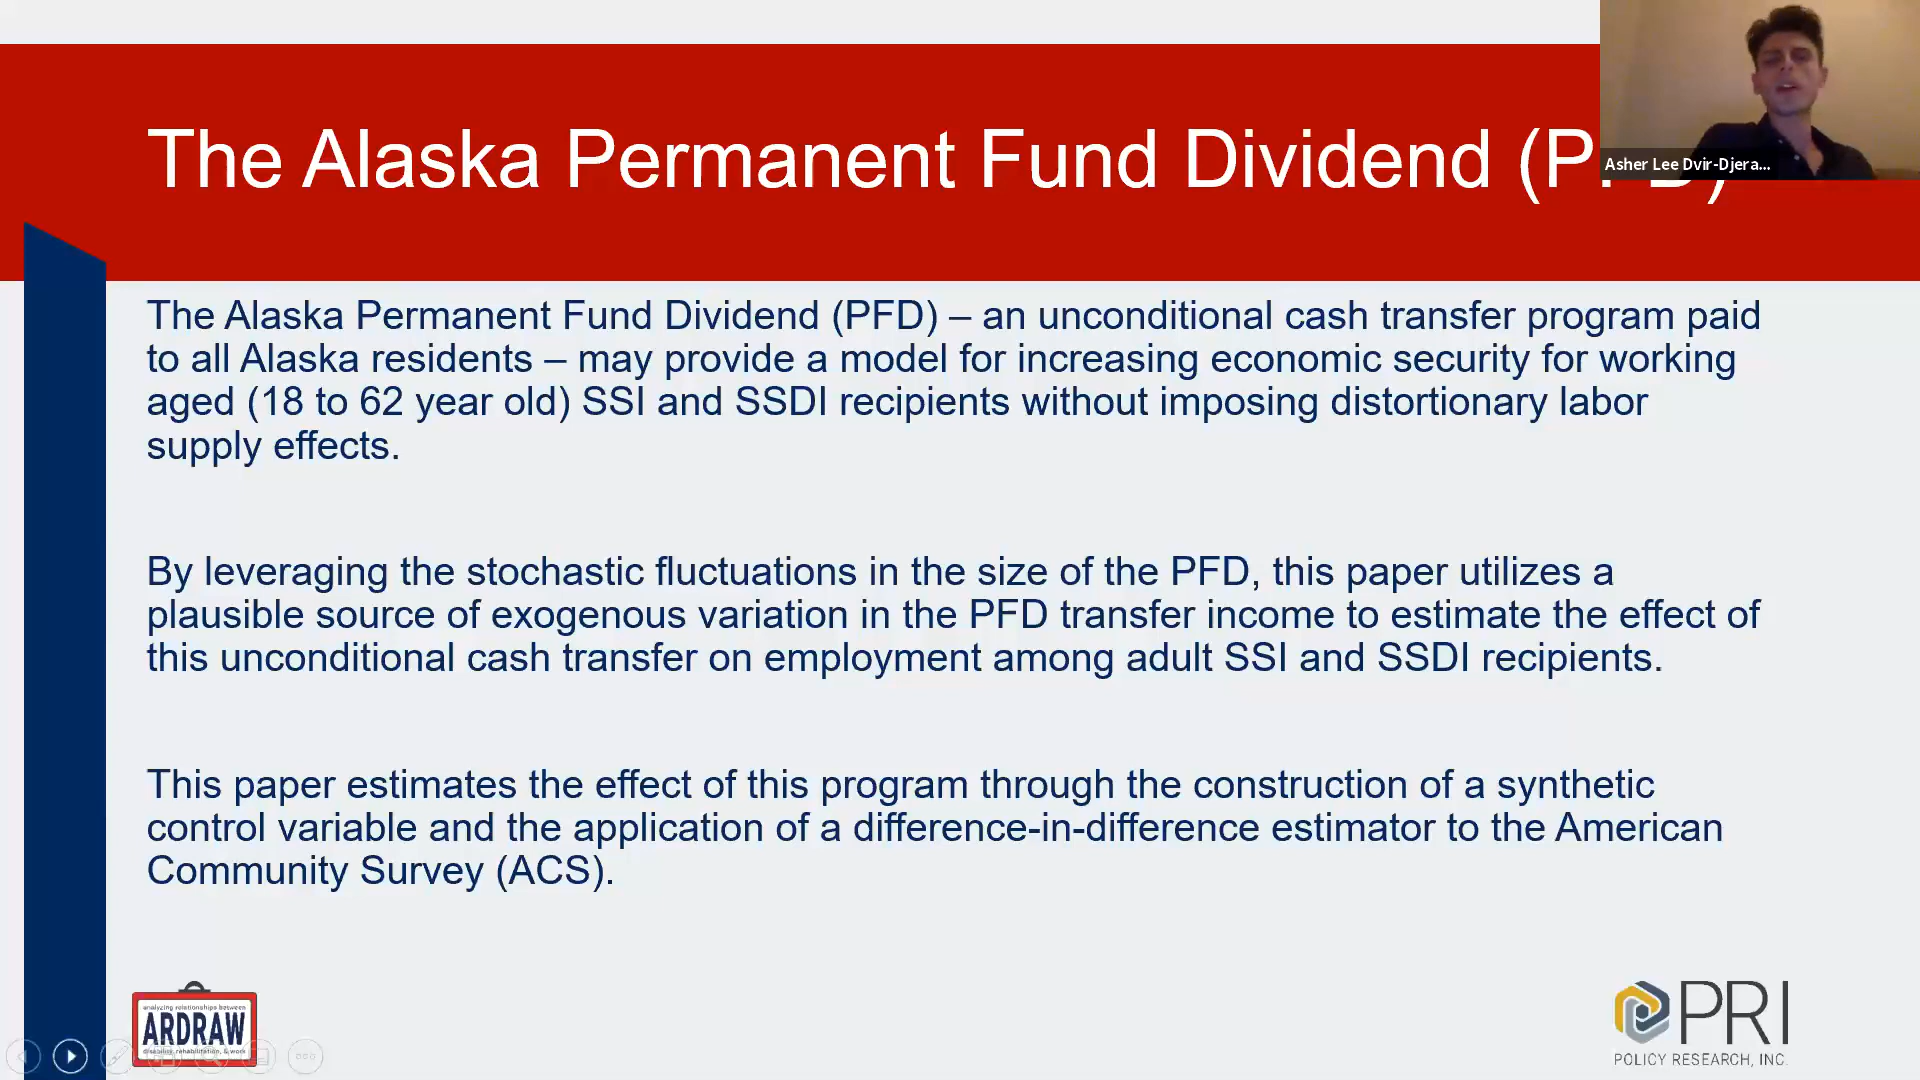 The Alaska Permanent Fund Dividend (PFD)
Asher Lee Dvir-Djera...
The Alaska Permanent Fund Dividend (PFD) – an unconditional cash transfer program paid
to all Alaska residents – may provide a model for increasing economic security for working
aged (18 to 62 year old) SSI and SSDI recipients without imposing distortionary labor
supply effects.
By leveraging the stochastic fluctuations in the size of the PFD, this paper utilizes a
plausible source of exogenous variation in the PFD transfer income to estimate the effect of
this unconditional cash transfer on employment among adult SSI and SSDI recipients.
This paper estimates the effect of this program through the construction of a synthetic
control variable and the application of a difference-in-difference estimator to the American
Community Survey (ACS).
analyzing relationships between
ARDRAW
disability, rehabilitation, & work
PRI
POLICY RESEARCH, INC.